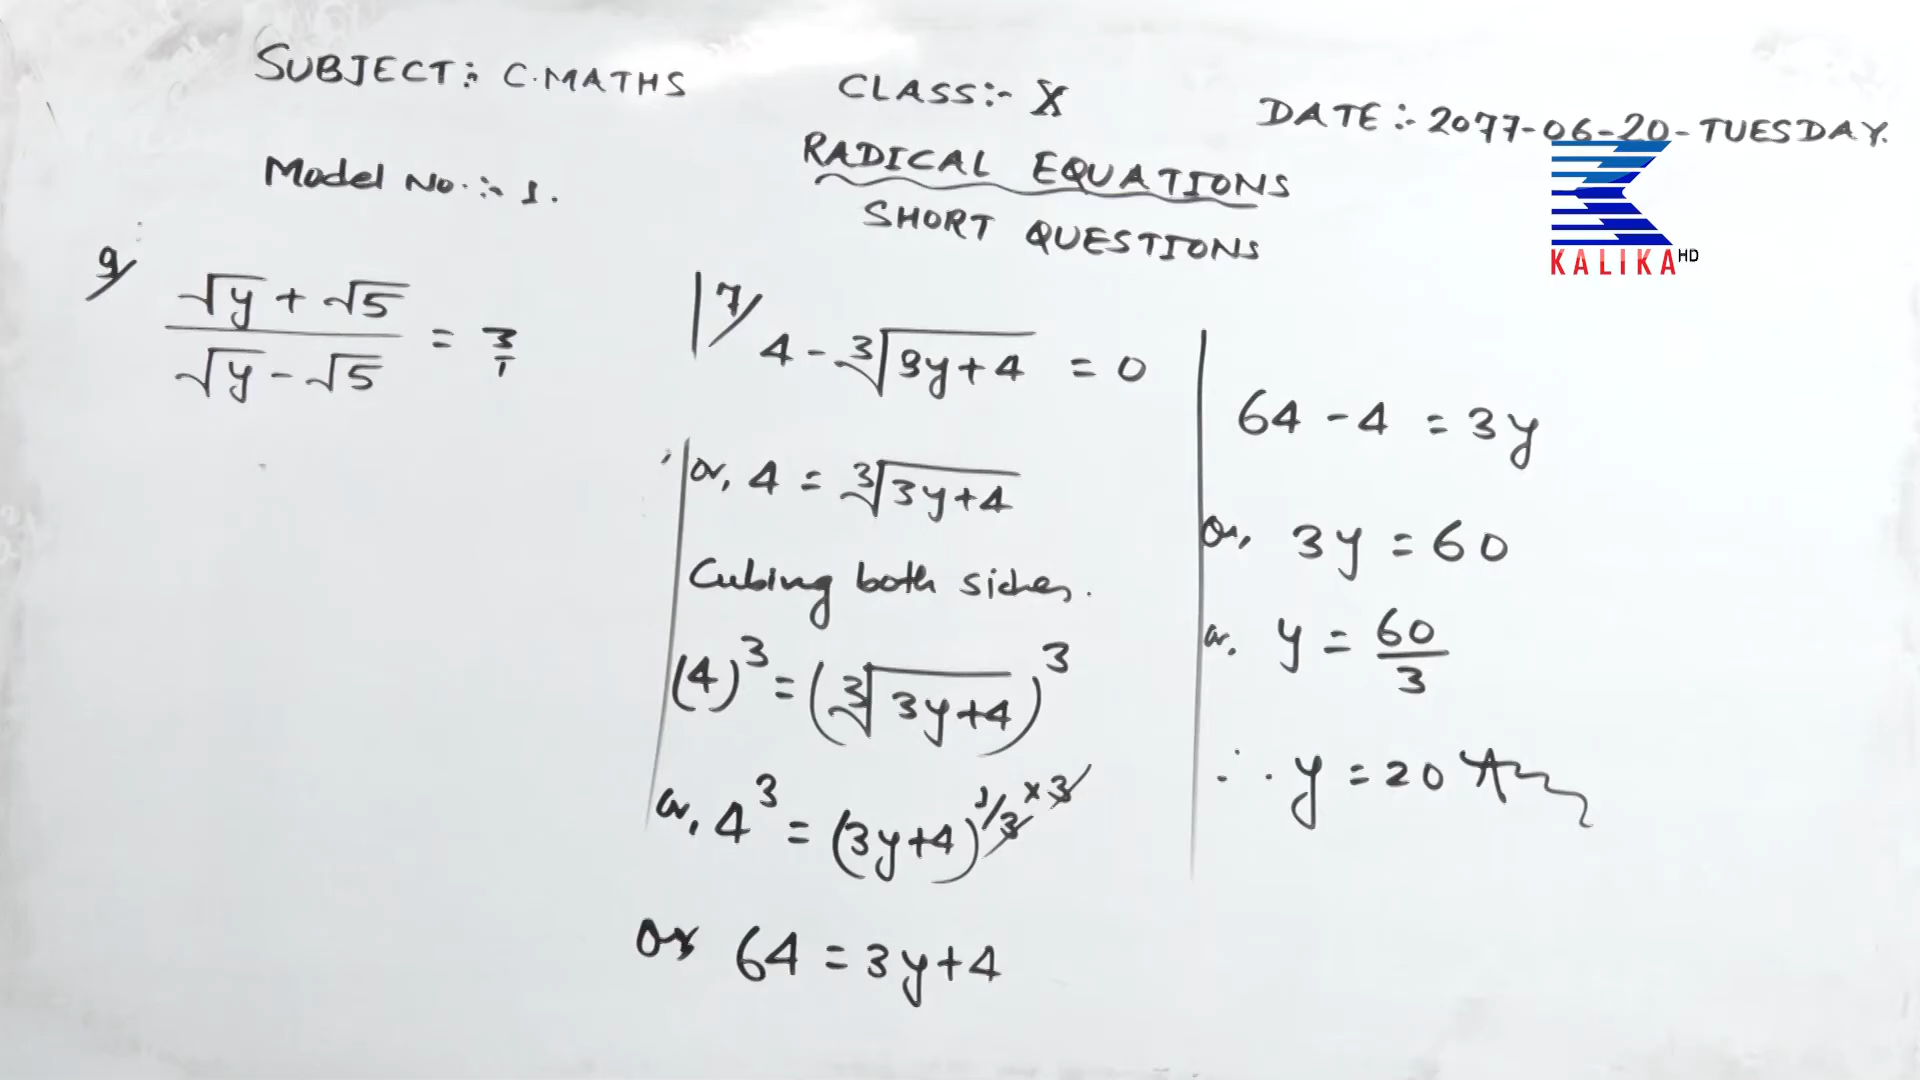 SUBJECT:- C.MATHS
CLASS:- X
DATE:- 2077-06-20-TUESDAY.
Model No.:- 1.
RADICAL EQUATIONS
SHORT QUESTIONS
KALIKA HD
9/
(√y + √5)/(√y - √5) = 3/1
7/
4 - ∛(3y+4) = 0
or, 4 = ∛(3y+4)
Cubing both sides.
(4)³ = (∛(3y+4))³
or, 4³ = (3y+4)^(1/3 × 3)
or 64 = 3y+4
64 - 4 = 3y
or, 3y = 60
or, y = 60/3
∴ y = 20 Ans